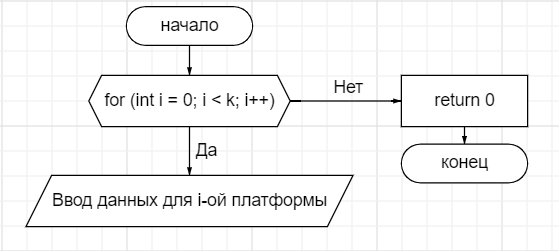 начало
for (int i = 0; i < k; i++)
Нет
return 0
Да
конец
Ввод данных для i-ой платформы